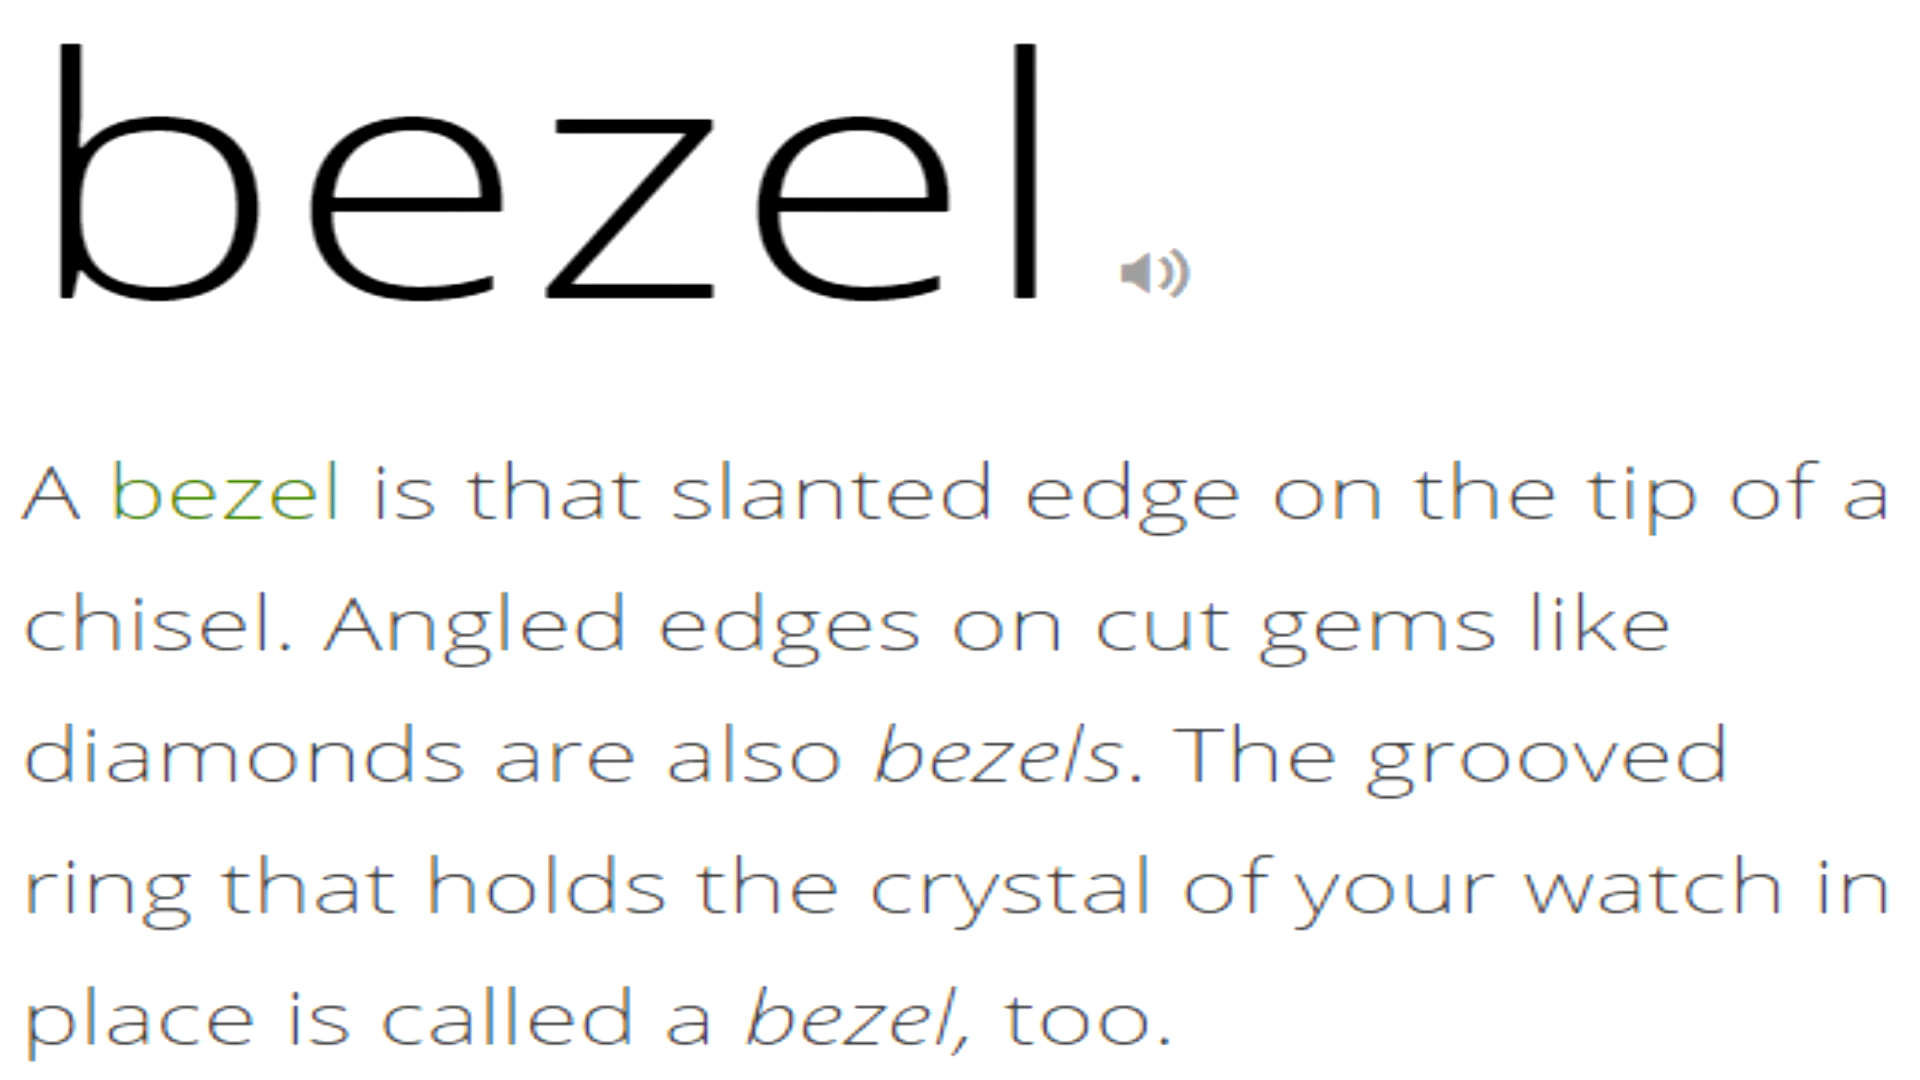 bezel
A bezel is that slanted edge on the tip of a
chisel. Angled edges on cut gems like
diamonds are also bezels. The grooved
ring that holds the crystal of your watch in
place is called a bezel, too.